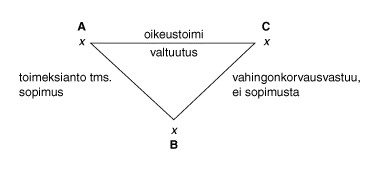 A
C
oikeustoimi
x
x
valtuutus
toimeksianto tms.
sopimus
vahingonkorvausvastuu,
ei sopimusta
x
B